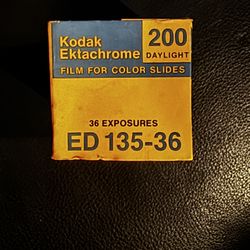 Kodak 200
Ektachrome DAYLIGHT
FILM FOR COLOR SLIDES
36 EXPOSURES
ED 135-36